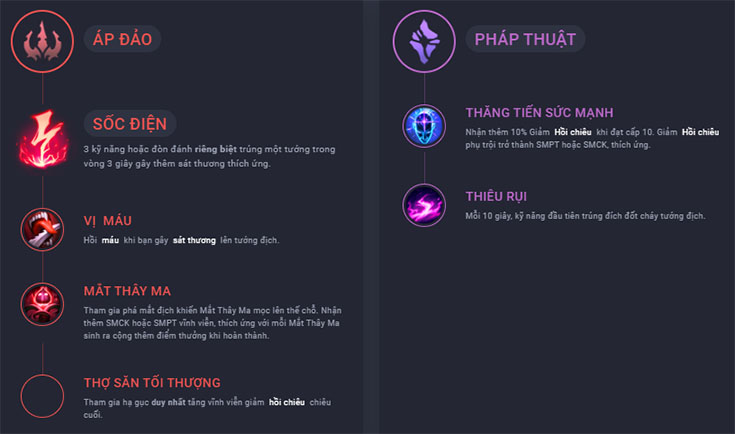 ÁP ĐẢO
SỐC ĐIỆN
3 kỹ năng hoặc đòn đánh riêng biệt trúng một tướng trong
vòng 3 giây gây thêm sát thương thích ứng.
VỊ MÁU
Hồi máu khi bạn gây sát thương lên tướng địch.
MẮT THÂY MA
Tham gia phá mắt địch khiến Mắt Thây Ma mọc lên thế chỗ. Nhận
thêm SMCK hoặc SMPT vĩnh viễn, thích ứng với mỗi Mắt Thây Ma
sinh ra cộng thêm điểm thưởng khi hoàn thành.
THỢ SĂN TỐI THƯỢNG
Tham gia hạ gục duy nhất tăng vĩnh viễn giảm hồi chiêu chiêu
cuối.
PHÁP THUẬT
THĂNG TIẾN SỨC MẠNH
Nhận thêm 10% Giảm Hồi chiêu khi đạt cấp 10. Giảm Hồi chiêu
phụ trội trở thành SMPT hoặc SMCK, thích ứng.
THIÊU RỤI
Mỗi 10 giây, kỹ năng đầu tiên trúng đích đốt cháy tướng địch.